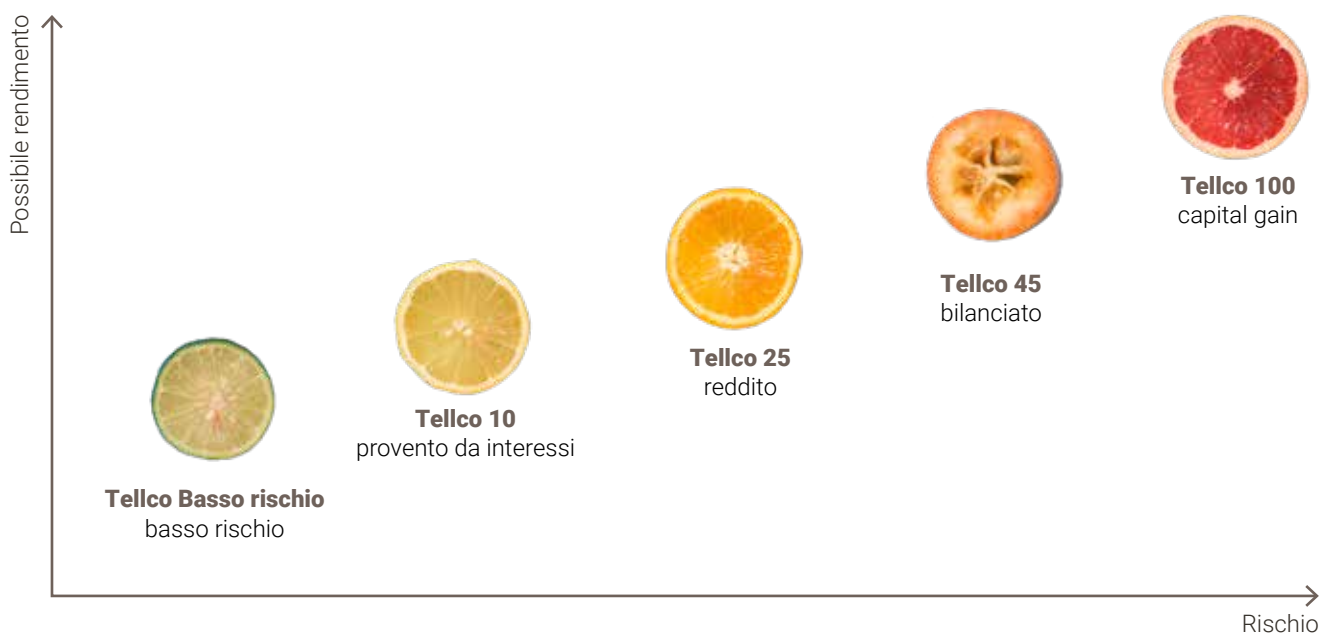 Possibile rendimento
Tellco 100
capital gain
Tellco 45
bilanciato
Tellco 25
reddito
Tellco 10
provento da interessi
Tellco Basso rischio
basso rischio
Rischio